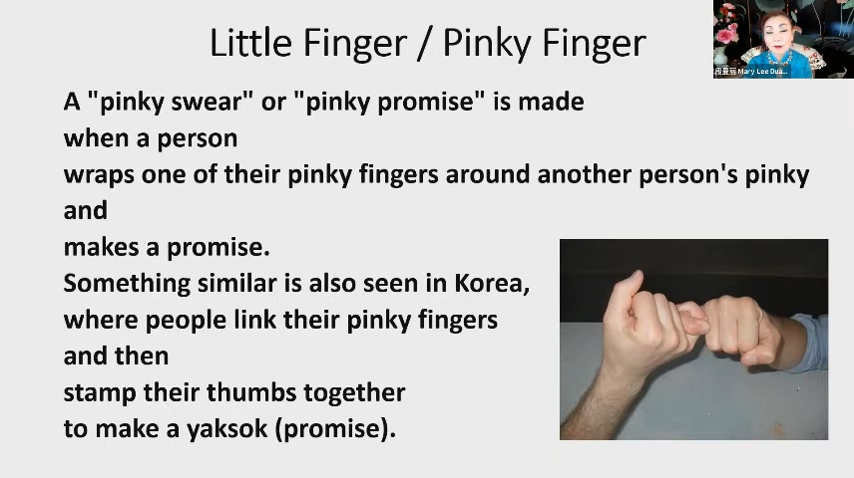 Little Finger / Pinky Finger
A "pinky swear" or "pinky promise" is made
when a person
wraps one of their pinky fingers around another person's pinky
and
makes a promise.
Something similar is also seen in Korea,
where people link their pinky fingers
and then
stamp their thumbs together
to make a yaksok (promise).
Mary Lee Dua...